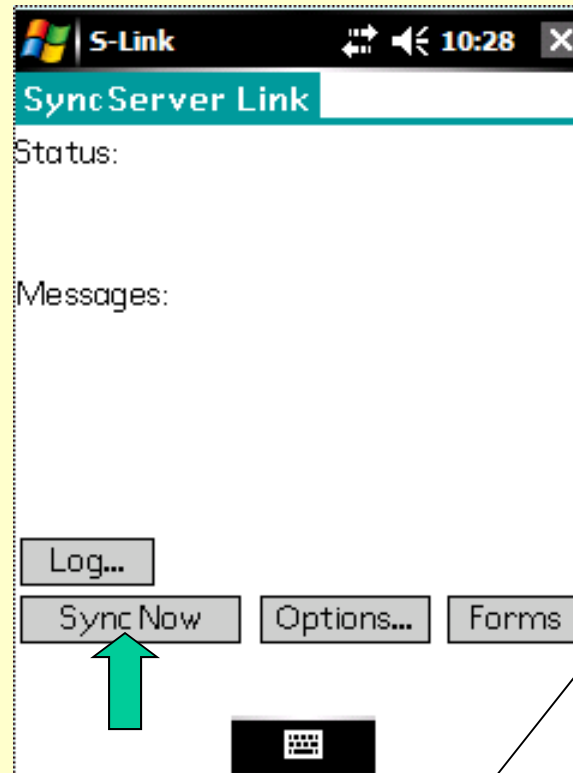 S-Link 10:28
SyncServer Link
Status:
Messages:
Log...
Sync Now Options... Forms